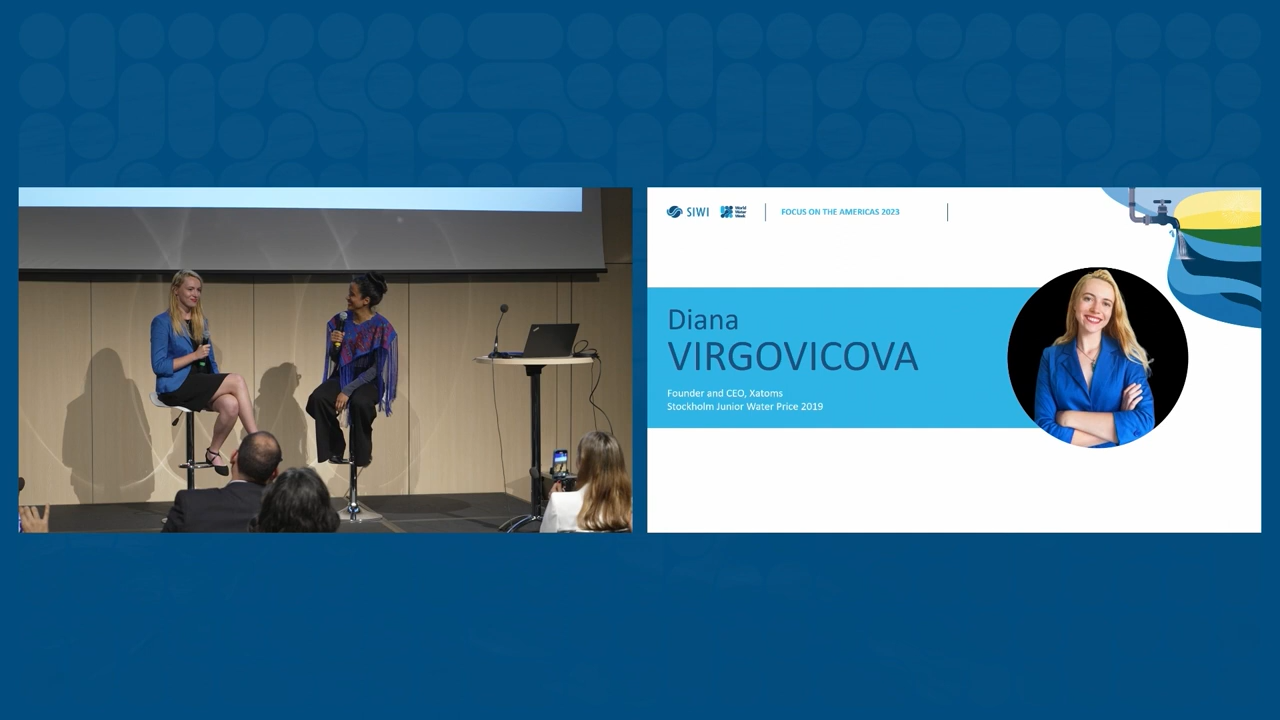 SIWI
World
Water
Week
FOCUS ON THE AMERICAS 2023
Diana
VIRGOVICOVA
Founder and CEO, Xatoms
Stockholm Junior Water Price 2019